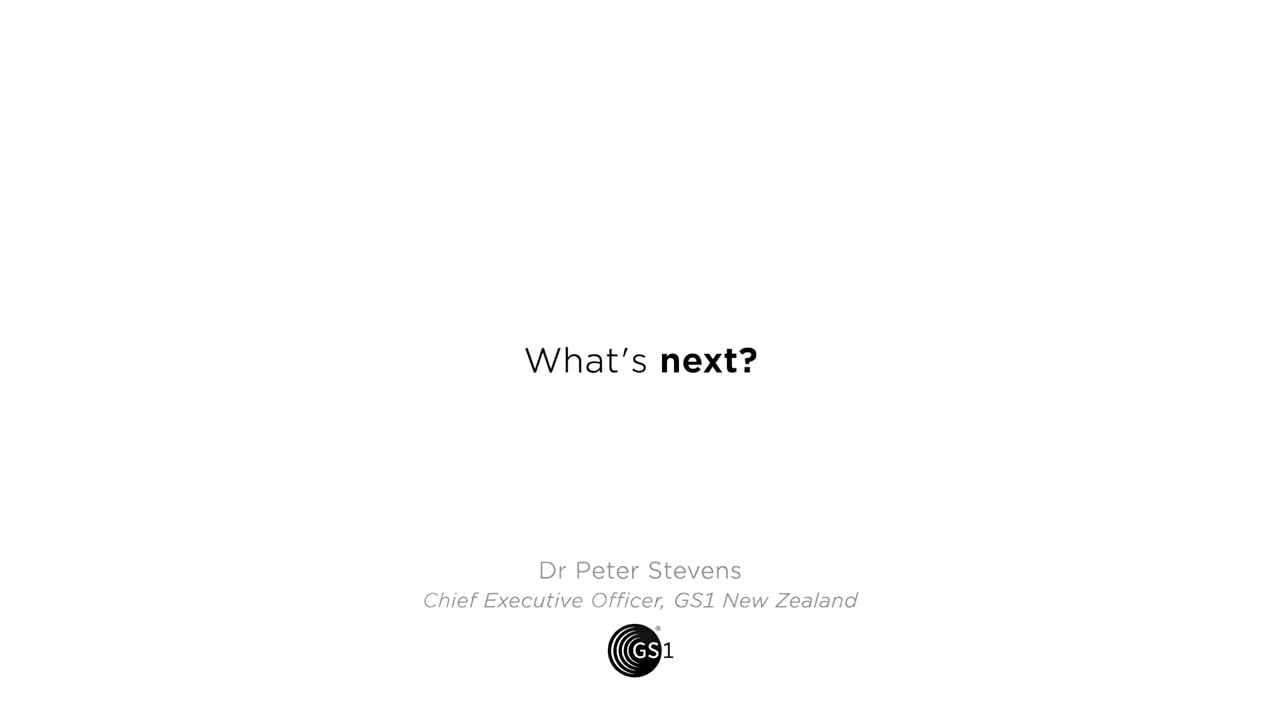 What's next?
Dr Peter Stevens
Chief Executive Officer, GS1 New Zealand
GS1®